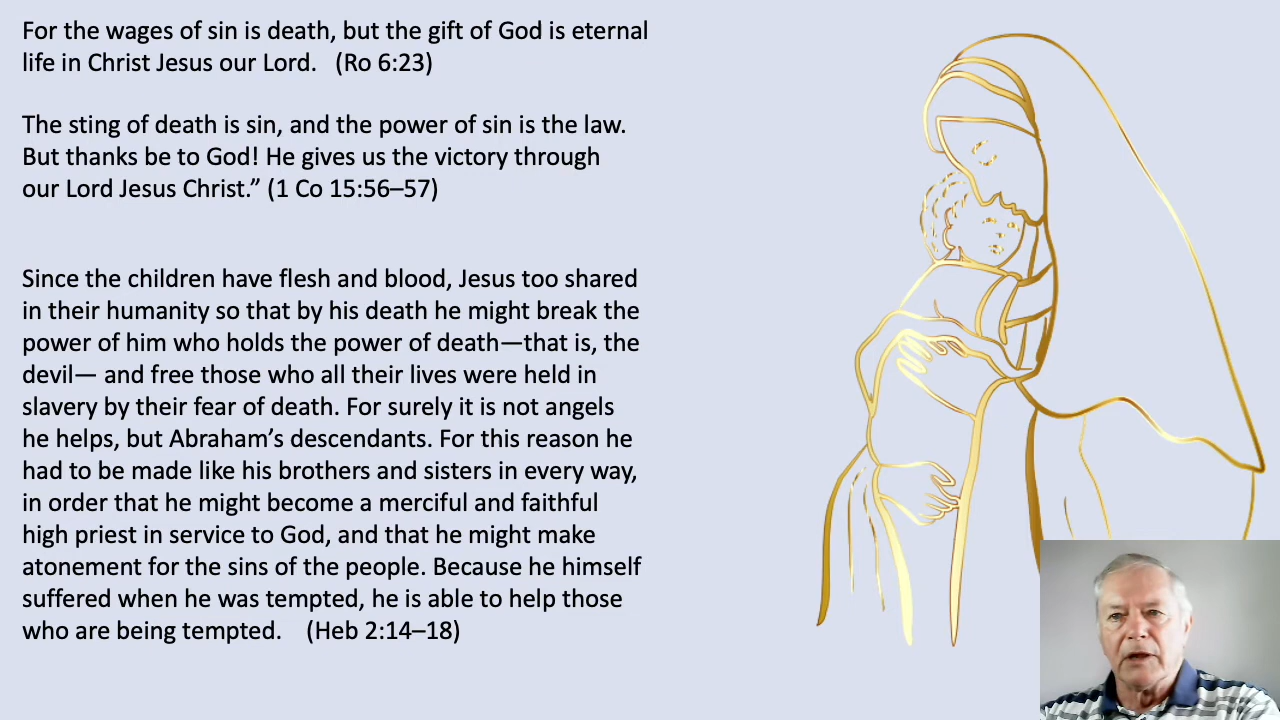 For the wages of sin is death, but the gift of God is eternal
life in Christ Jesus our Lord.   (Ro 6:23)
The sting of death is sin, and the power of sin is the law.
But thanks be to God! He gives us the victory through
our Lord Jesus Christ.” (1 Co 15:56–57)
Since the children have flesh and blood, Jesus too shared
in their humanity so that by his death he might break the
power of him who holds the power of death—that is, the
devil— and free those who all their lives were held in
slavery by their fear of death. For surely it is not angels
he helps, but Abraham’s descendants. For this reason he
had to be made like his brothers and sisters in every way,
in order that he might become a merciful and faithful
high priest in service to God, and that he might make
atonement for the sins of the people. Because he himself
suffered when he was tempted, he is able to help those
who are being tempted.    (Heb 2:14–18)